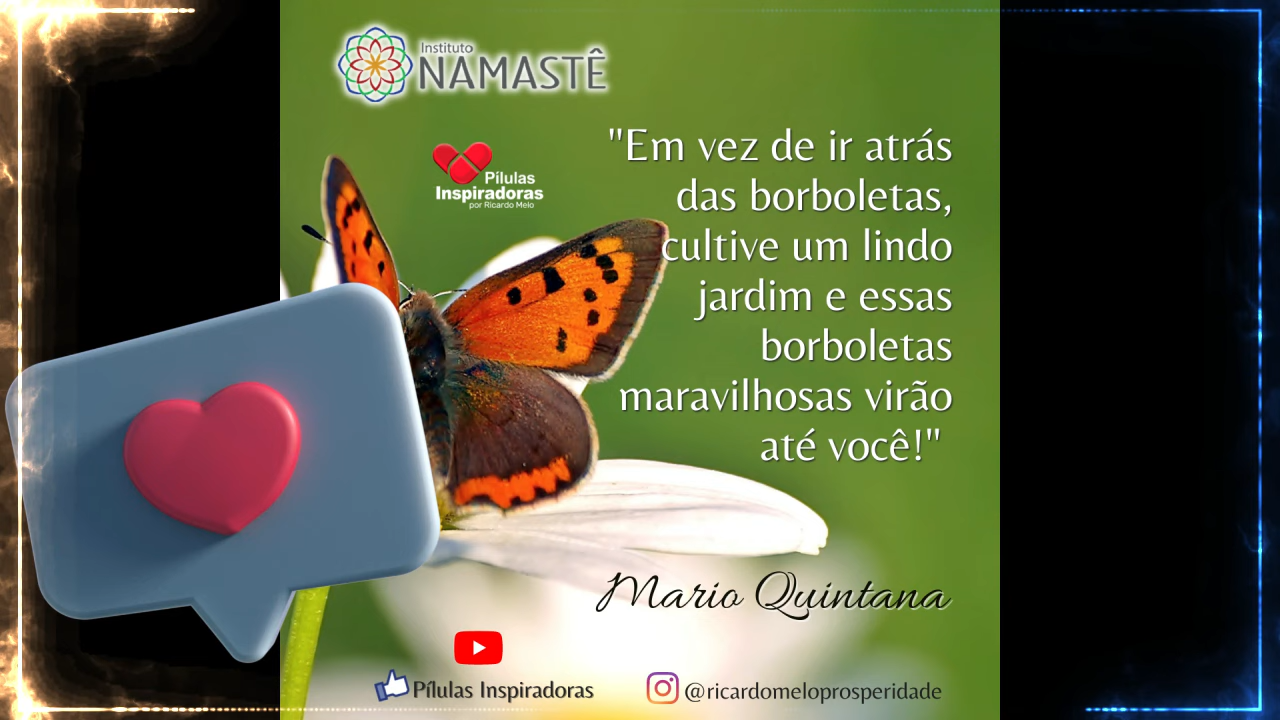 Instituto
NAMASTÊ
Pílulas
Inspiradoras
por Ricardo Melo
"Em vez de ir atrás
das borboletas,
cultive um lindo
jardim e essas
borboletas
maravilhosas virão
até você!"
Mario Quintana
Pílulas Inspiradoras
@ricardomeloprosperidade